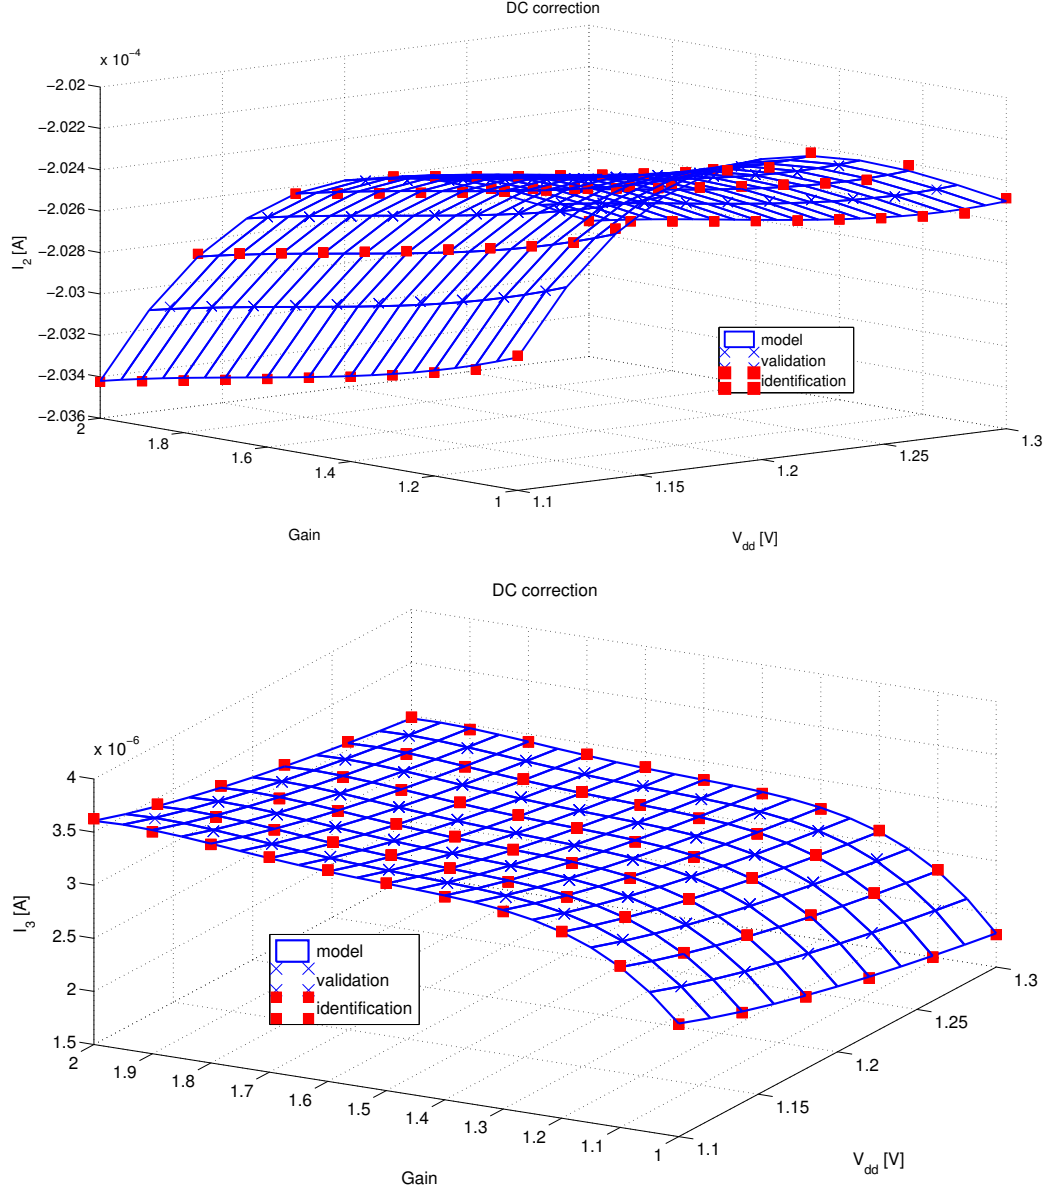 DC correction
x 10⁻⁴
−2.02
−2.022
−2.024
−2.026
−2.028
−2.03
−2.032
−2.034
−2.036
I₂ [A]
2
1.8
1.6
1.4
1.2
1
Gain
1.1
1.15
1.2
1.25
1.3
V_dd [V]
model
validation
identification
DC correction
x 10⁻⁶
4
3.5
3
2.5
2
1.5
I₃ [A]
2
1.9
1.8
1.7
1.6
1.5
1.4
1.3
1.2
1.1
1
Gain
1.1
1.15
1.2
1.25
1.3
V_dd [V]
model
validation
identification